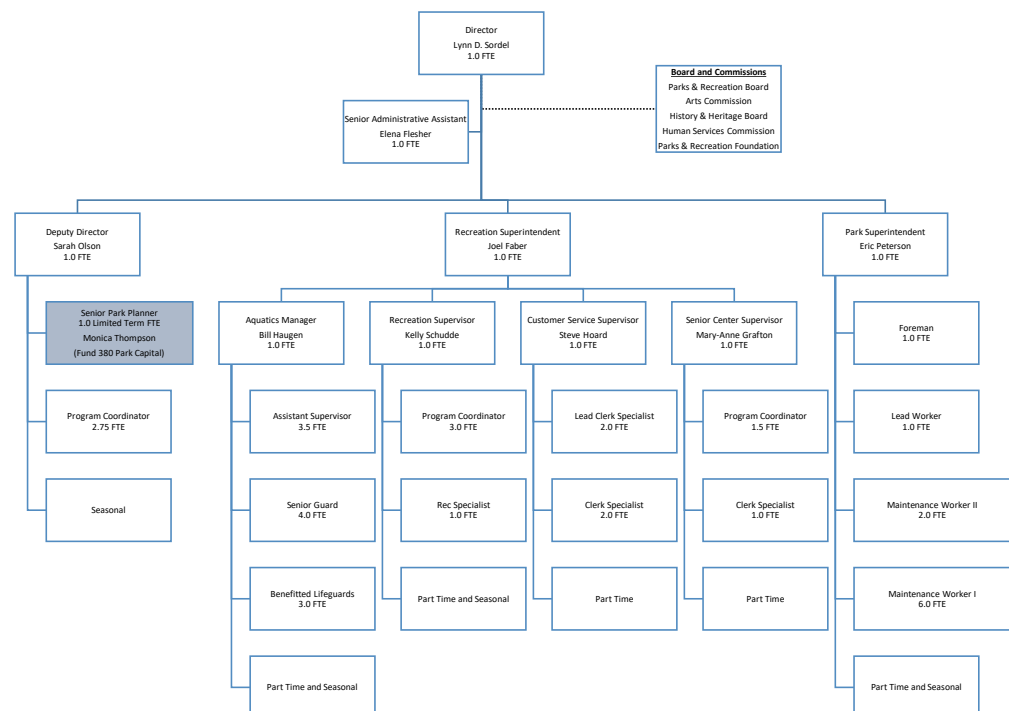 Director
Lynn D. Sordel
1.0 FTE
Board and Commissions
Parks & Recreation Board
Arts Commission
History & Heritage Board
Human Services Commission
Parks & Recreation Foundation
Senior Administrative Assistant
Elena Flesher
1.0 FTE
Deputy Director
Sarah Olson
1.0 FTE
Recreation Superintendent
Joel Faber
1.0 FTE
Park Superintendent
Eric Peterson
1.0 FTE
Senior Park Planner
1.0 Limited Term FTE
Monica Thompson
(Fund 380 Park Capital)
Aquatics Manager
Bill Haugen
1.0 FTE
Recreation Supervisor
Kelly Schudde
1.0 FTE
Customer Service Supervisor
Steve Hoard
1.0 FTE
Senior Center Supervisor
Mary-Anne Grafton
1.0 FTE
Foreman
1.0 FTE
Program Coordinator
2.75 FTE
Assistant Supervisor
3.5 FTE
Program Coordinator
3.0 FTE
Lead Clerk Specialist
2.0 FTE
Program Coordinator
1.5 FTE
Lead Worker
1.0 FTE
Seasonal
Senior Guard
4.0 FTE
Rec Specialist
1.0 FTE
Clerk Specialist
2.0 FTE
Clerk Specialist
1.0 FTE
Maintenance Worker II
2.0 FTE
Benefitted Lifeguards
3.0 FTE
Part Time and Seasonal
Part Time
Part Time
Maintenance Worker I
6.0 FTE
Part Time and Seasonal
Part Time and Seasonal